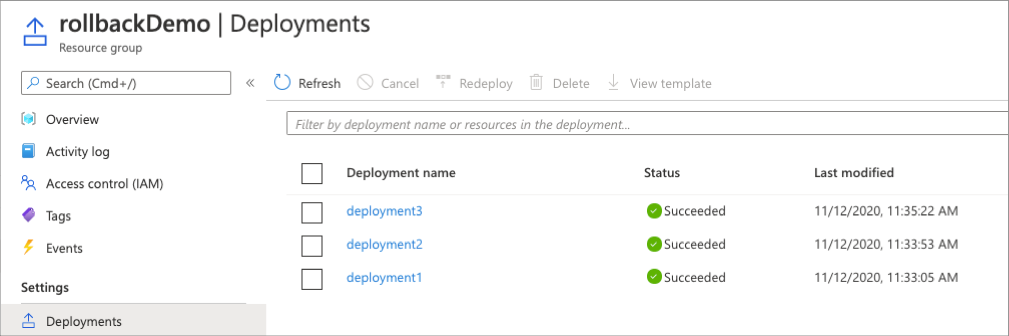 rollbackDemo | Deployments
Resource group
Search (Cmd+/)
«
Refresh Cancel Redeploy Delete View template
Overview
Activity log
Access control (IAM)
Tags
Events
Settings
Deployments
Filter by deployment name or resources in the deployment...
Deployment name Status Last modified
deployment3 Succeeded 11/12/2020, 11:35:22 AM
deployment2 Succeeded 11/12/2020, 11:33:53 AM
deployment1 Succeeded 11/12/2020, 11:33:05 AM